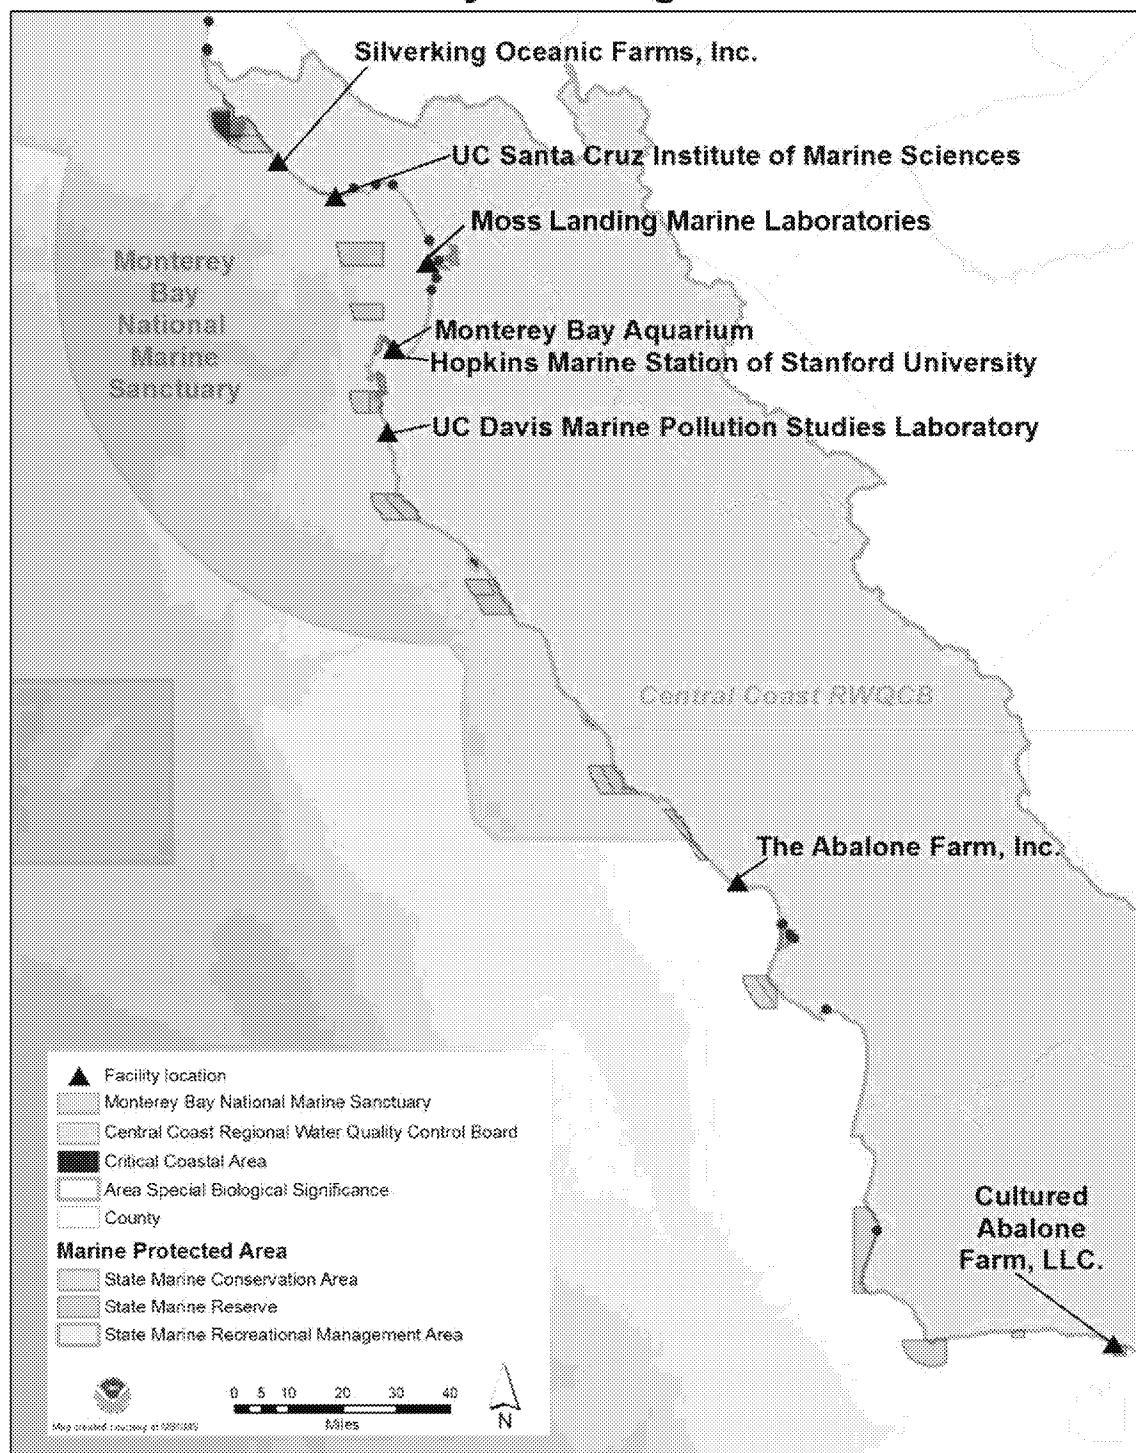 Silverking Oceanic Farms, Inc.
UC Santa Cruz Institute of Marine Sciences
Moss Landing Marine Laboratories
Monterey
Bay
National
Marine
Sanctuary
Monterey Bay Aquarium
Hopkins Marine Station of Stanford University
UC Davis Marine Pollution Studies Laboratory
Central Coast RWQCB
The Abalone Farm, Inc.
Cultured
Abalone
Farm, LLC.
Facility location
Monterey Bay National Marine Sanctuary
Central Coast Regional Water Quality Control Board
Critical Coastal Area
Area Special Biological Significance
County
Marine Protected Area
State Marine Conservation Area
State Marine Reserve
State Marine Recreational Management Area
0 5 10 20 30 40
Miles
N
Map created courtesy of